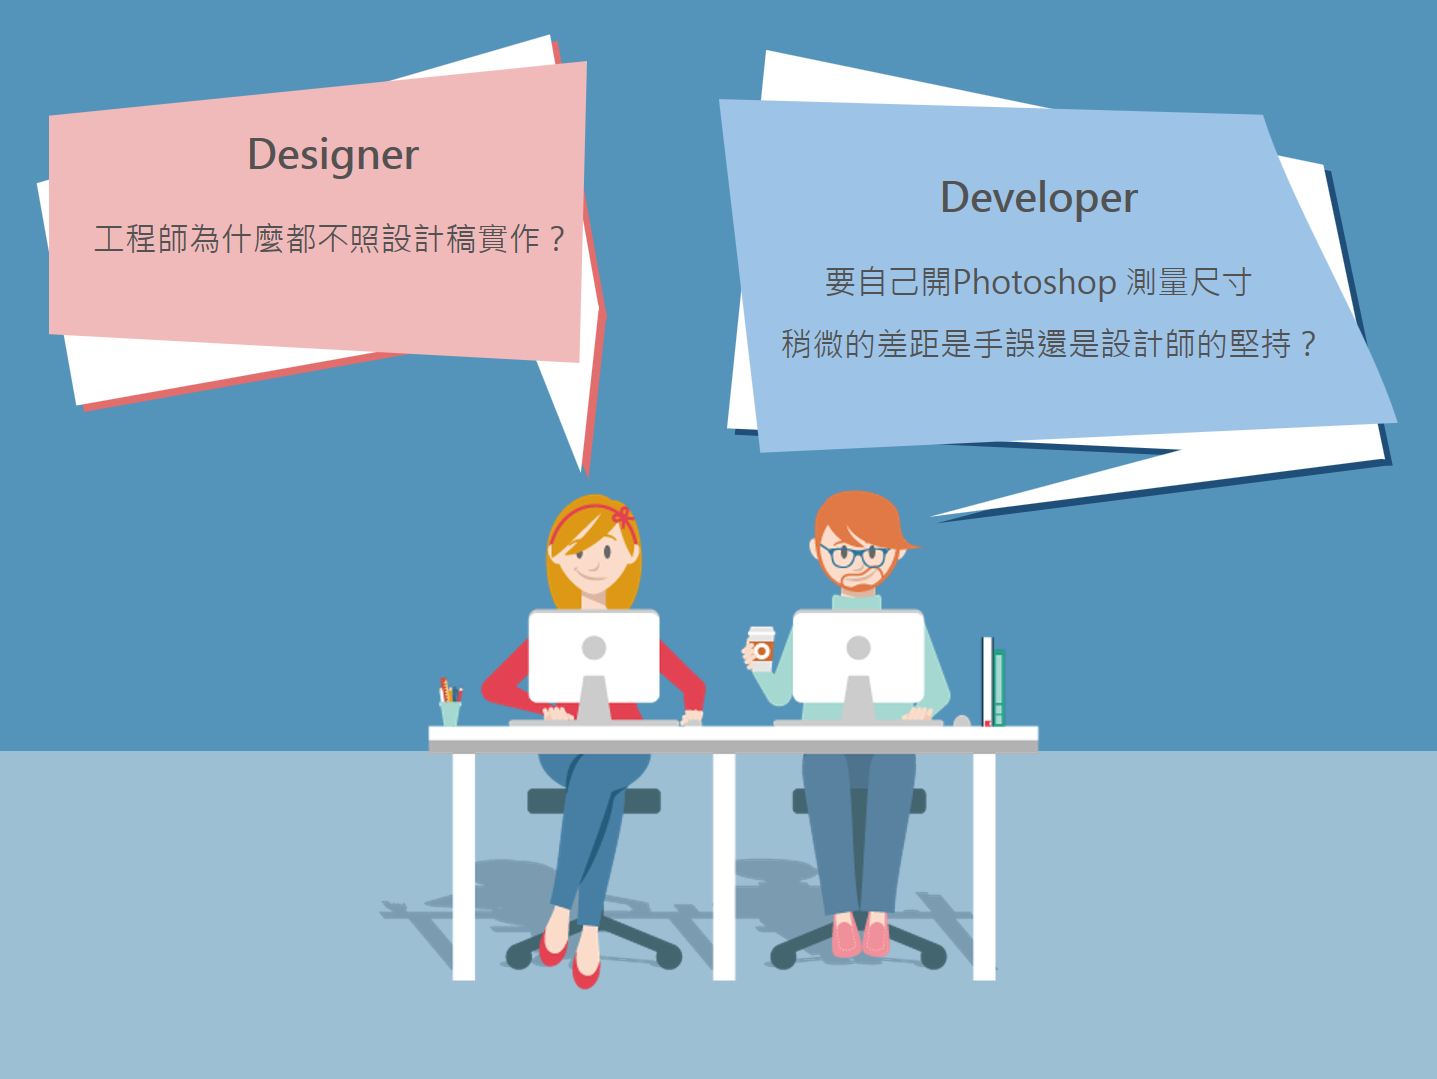 Designer
工程師為什麼都不照設計稿實作？
Developer
要自己開Photoshop 測量尺寸
稍微的差距是手誤還是設計師的堅持？